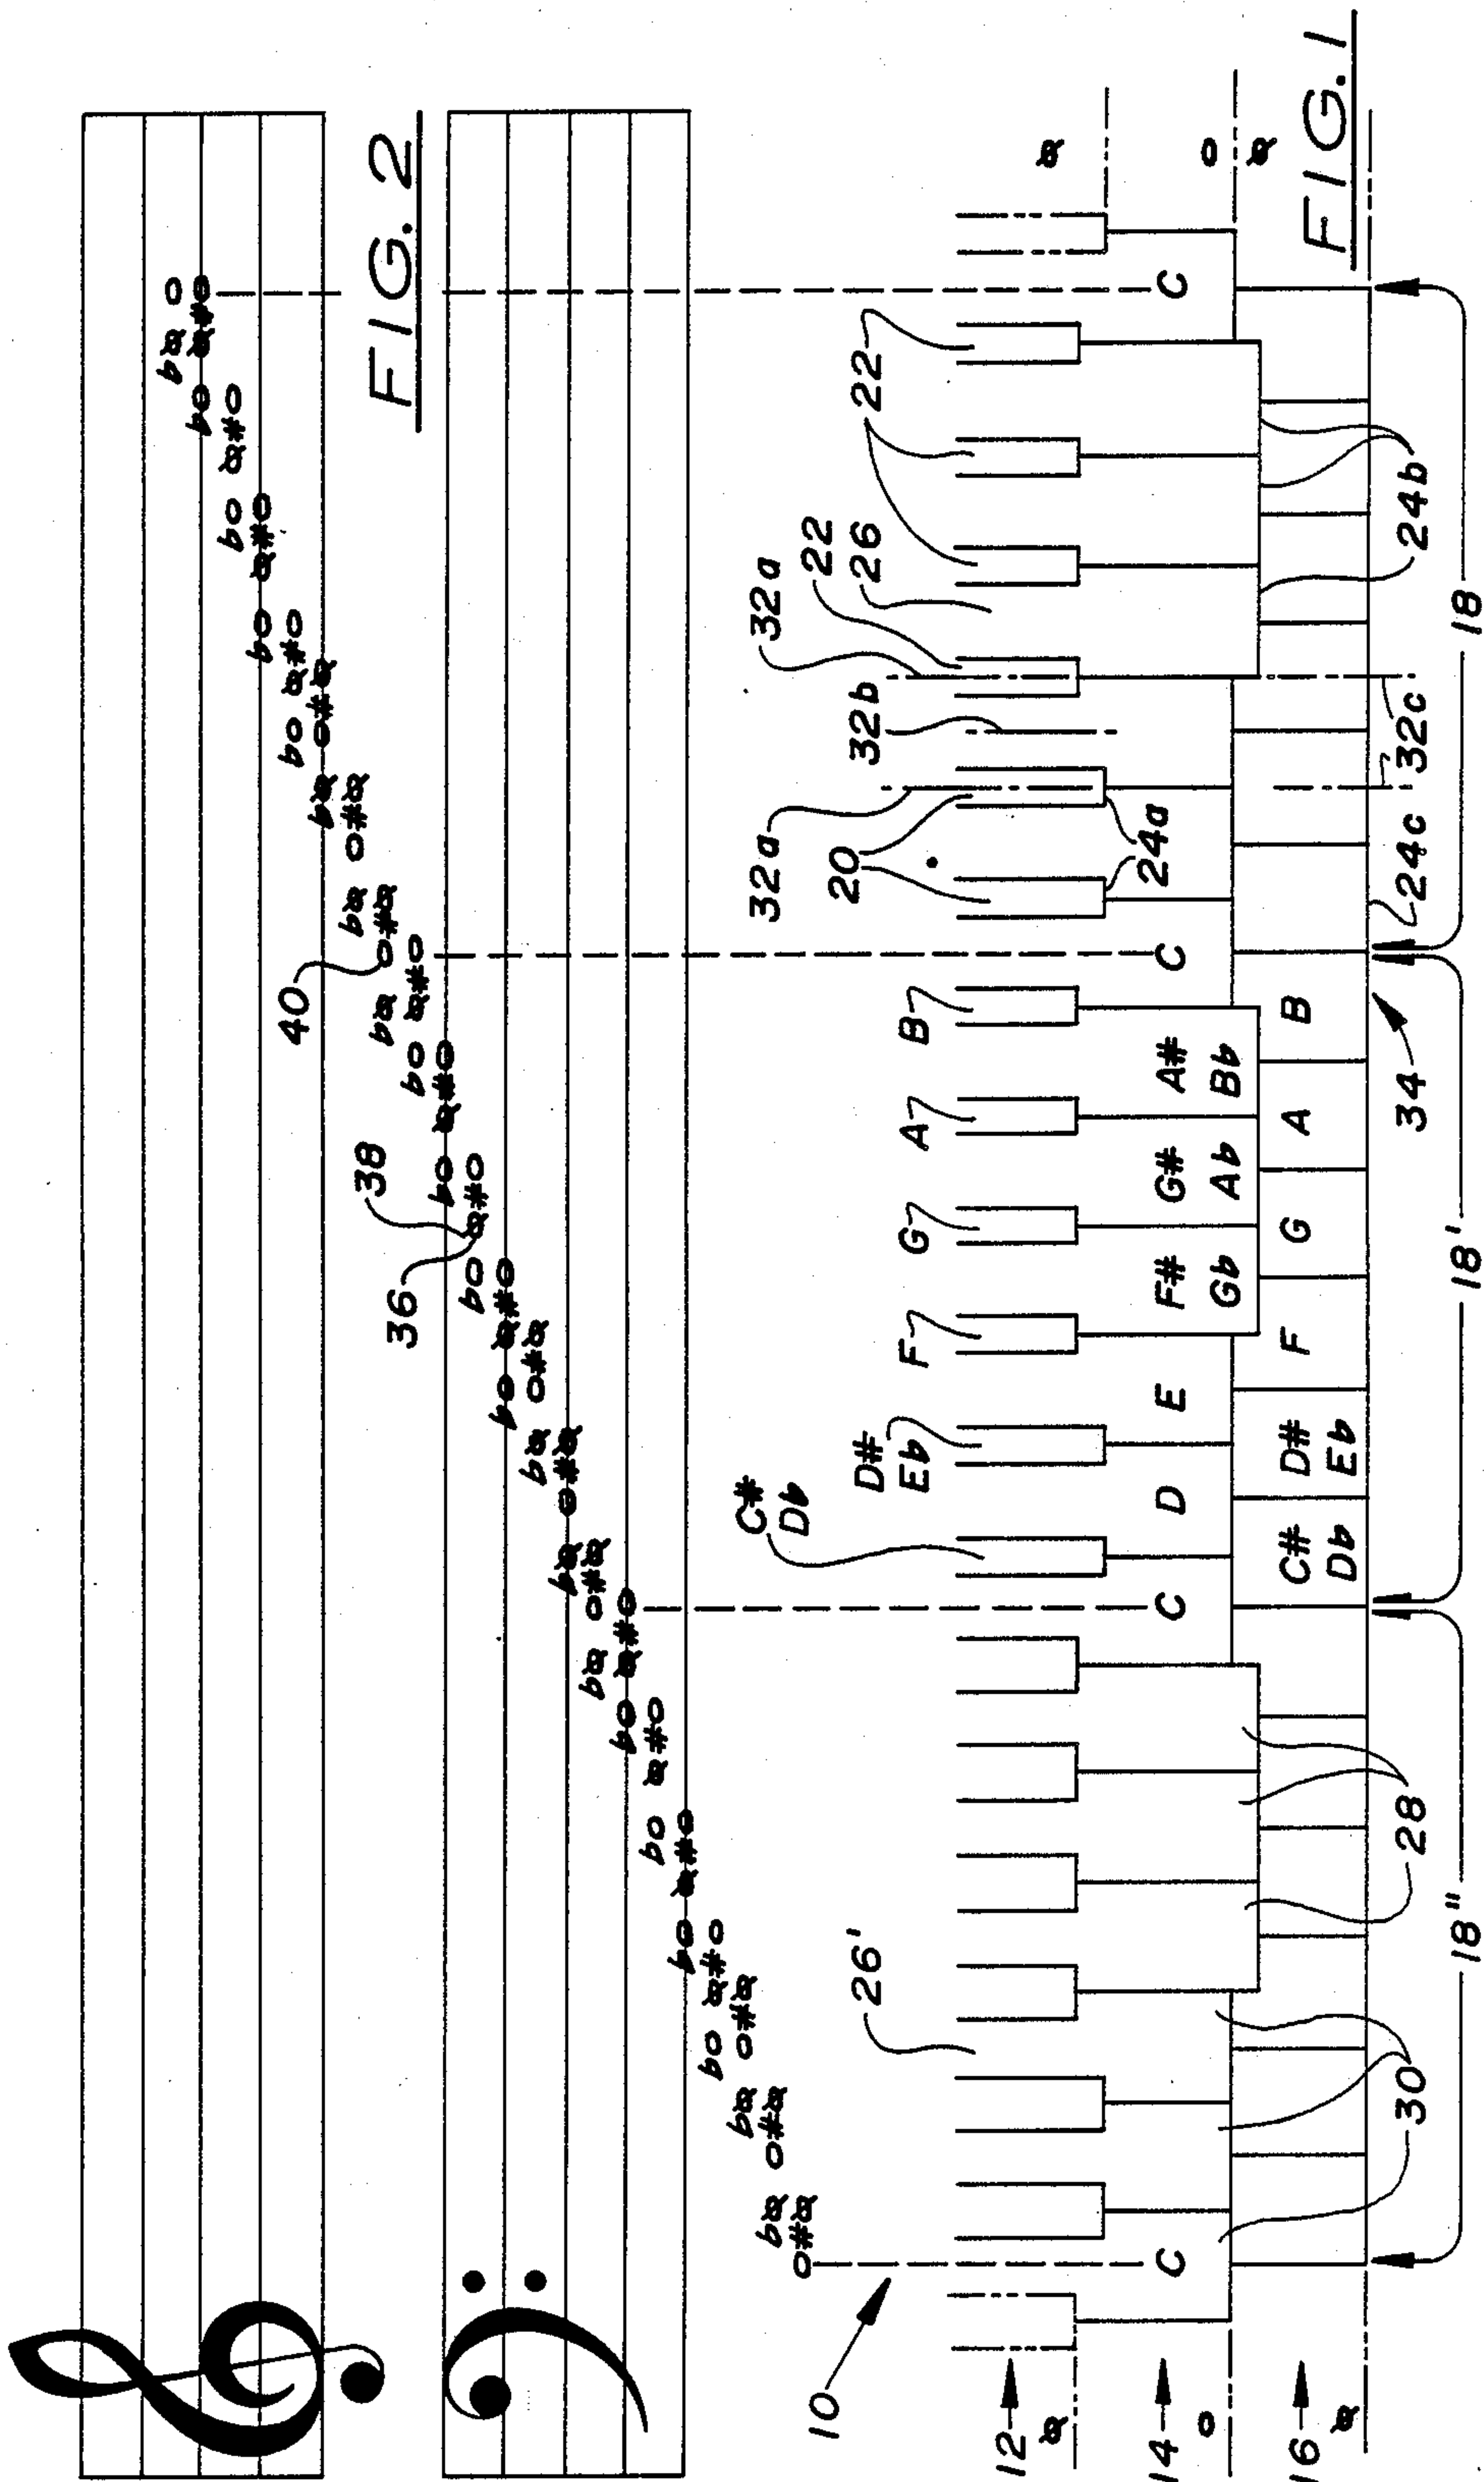 FIG. 2
40
38
36
32a
22
32b
22
26
32a
20
24a
C#
Db
D#
Eb
F
G
A
B
26'
10
12
14
16
C
C
D
E
F#
Gb
G#
Ab
A#
Bb
C
C
C#
Db
D#
Eb
F
G
A
B
28
30
34
24c
32c
24b
18"
18'
18
FIG. 1